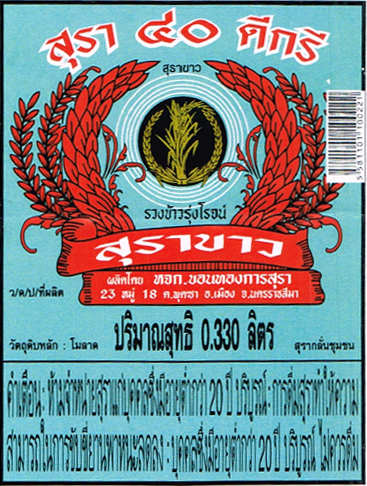 สุรา ๔๐ ดีกรี
สุราขาว
5 581101 100221
รวงข้าวรุ่งโรจน์
สุราขาว
ผลิตโดย หจก.ขอนทองการสุรา
23 หมู่ 18 ต.พุดซา อ.เมือง จ.นครราชสีมา
ว/ด/ป/ที่ผลิต
ปริมาณสุทธิ 0.330 ลิตร
วัตถุดิบหลัก : โมลาด
สุรากลั่นชุมชน
คำเตือน:- ห้ามจำหน่ายสุราแก่บุคคลซึ่งมีอายุต่ำกว่า 20 ปี บริบูรณ์ - การดื่มสุราทำให้ความ
สามารถในการขับขี่ยานพาหนะลดลง - บุคคลซึ่งมีอายุต่ำกว่า 20 ปี บริบูรณ์ ไม่ควรดื่ม